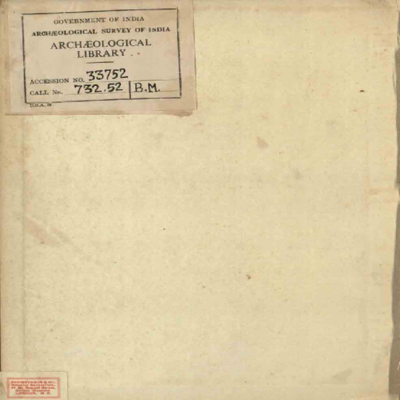 GOVERNMENT OF INDIA
ARCHÆOLOGICAL SURVEY OF INDIA
ARCHÆOLOGICAL
LIBRARY
ACCESSION NO. 33752
CALL No. 732.52 B.M.